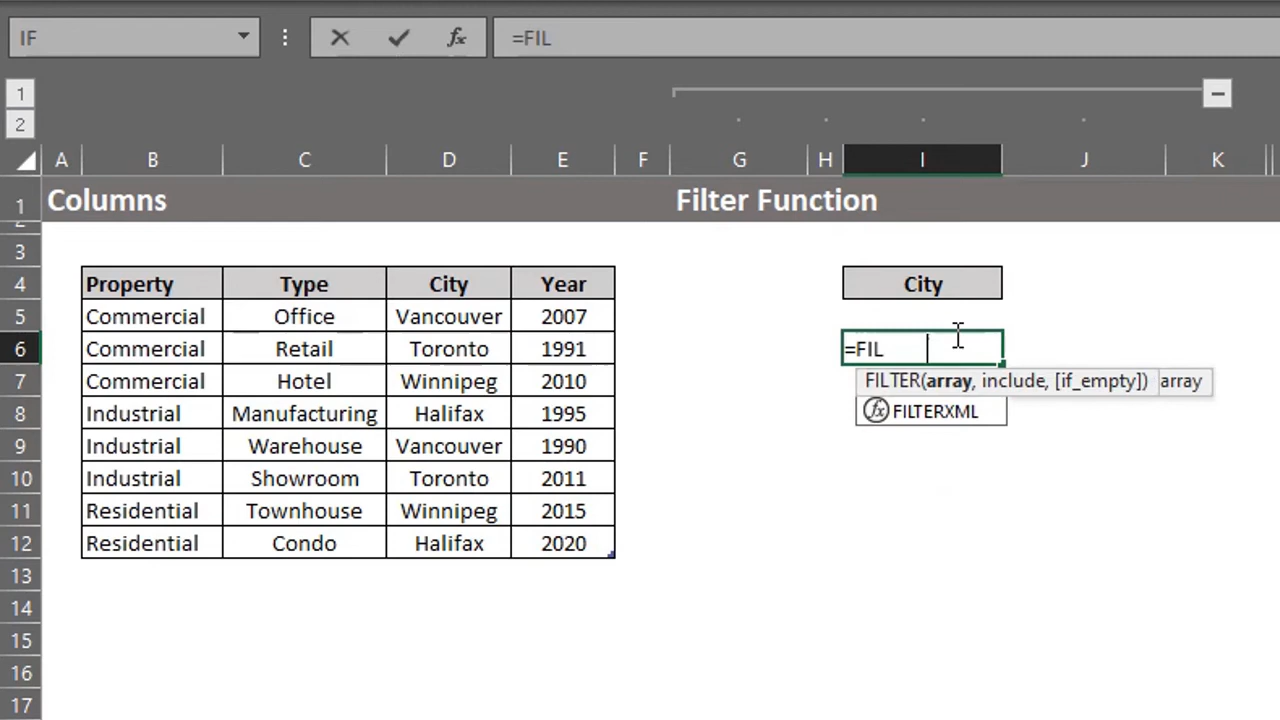 IF =FIL
1
2
A B C D E F G H I J K
1 Columns Filter Function
2
3
4 Property Type City Year City
5 Commercial Office Vancouver 2007
6 Commercial Retail Toronto 1991 =FIL
7 Commercial Hotel Winnipeg 2010 FILTER(array, include, [if_empty]) array
8 Industrial Manufacturing Halifax 1995 FILTERXML
9 Industrial Warehouse Vancouver 1990
10 Industrial Showroom Toronto 2011
11 Residential Townhouse Winnipeg 2015
12 Residential Condo Halifax 2020
13
14
15
16
17